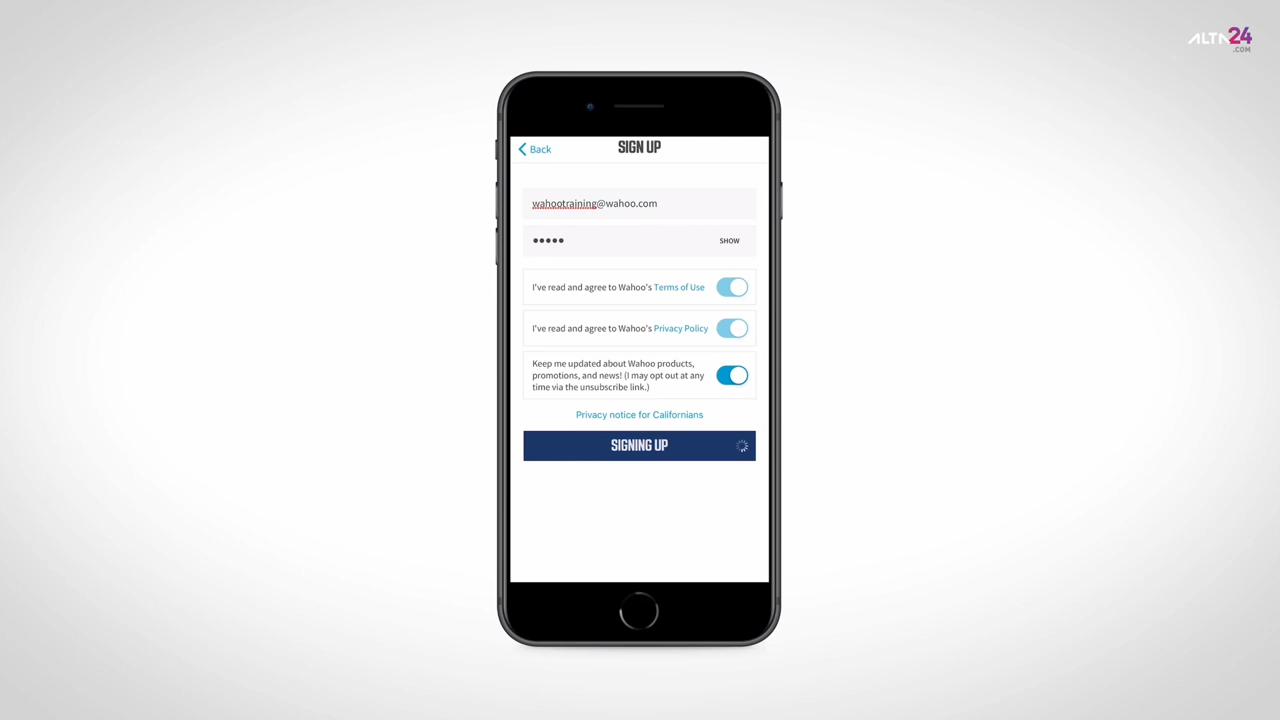 ALTA24
.COM
Back
SIGN UP
wahootraining@wahoo.com
SHOW
I've read and agree to Wahoo's Terms of Use
I've read and agree to Wahoo's Privacy Policy
Keep me updated about Wahoo products,
promotions, and news! (I may opt out at any
time via the unsubscribe link.)
Privacy notice for Californians
SIGNING UP